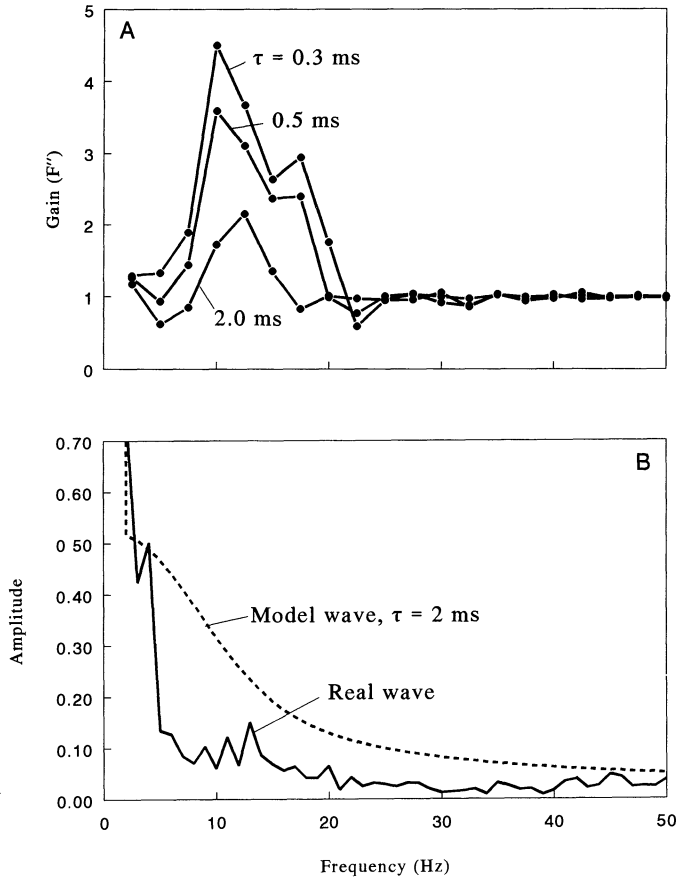 A
5
4
3
2
1
0
Gain (F″)
τ = 0.3 ms
0.5 ms
2.0 ms
B
0.70
0.60
0 50
0.40
0.30
0.20
0.10
0.00
Amplitude
Model wave, τ = 2 ms
Real wave
0 10 20 30 40 50
Frequency (Hz)